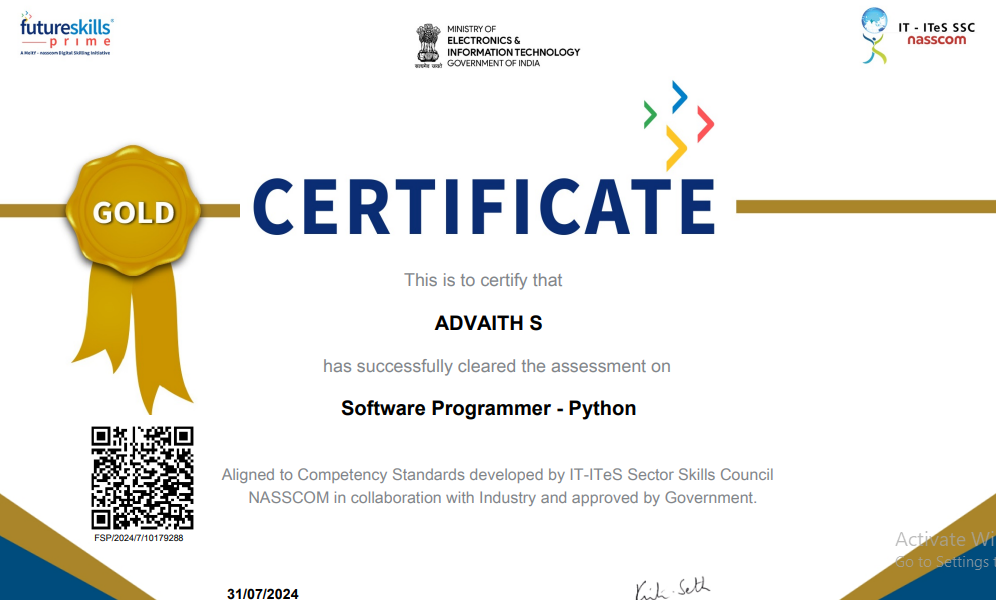 futureskills
prime
A MeitY - nasscom Digital Skilling Initiative
सत्यमेव जयते
MINISTRY OF
ELECTRONICS &
INFORMATION TECHNOLOGY
GOVERNMENT OF INDIA
IT - ITeS SSC
nasscom
GOLD
CERTIFICATE
This is to certify that
ADVAITH S
has successfully cleared the assessment on
Software Programmer - Python
Aligned to Competency Standards developed by IT-ITeS Sector Skills Council
NASSCOM in collaboration with Industry and approved by Government.
FSP/2024/7/10179288
Activate Wi
Go to Settings t
31/07/2024